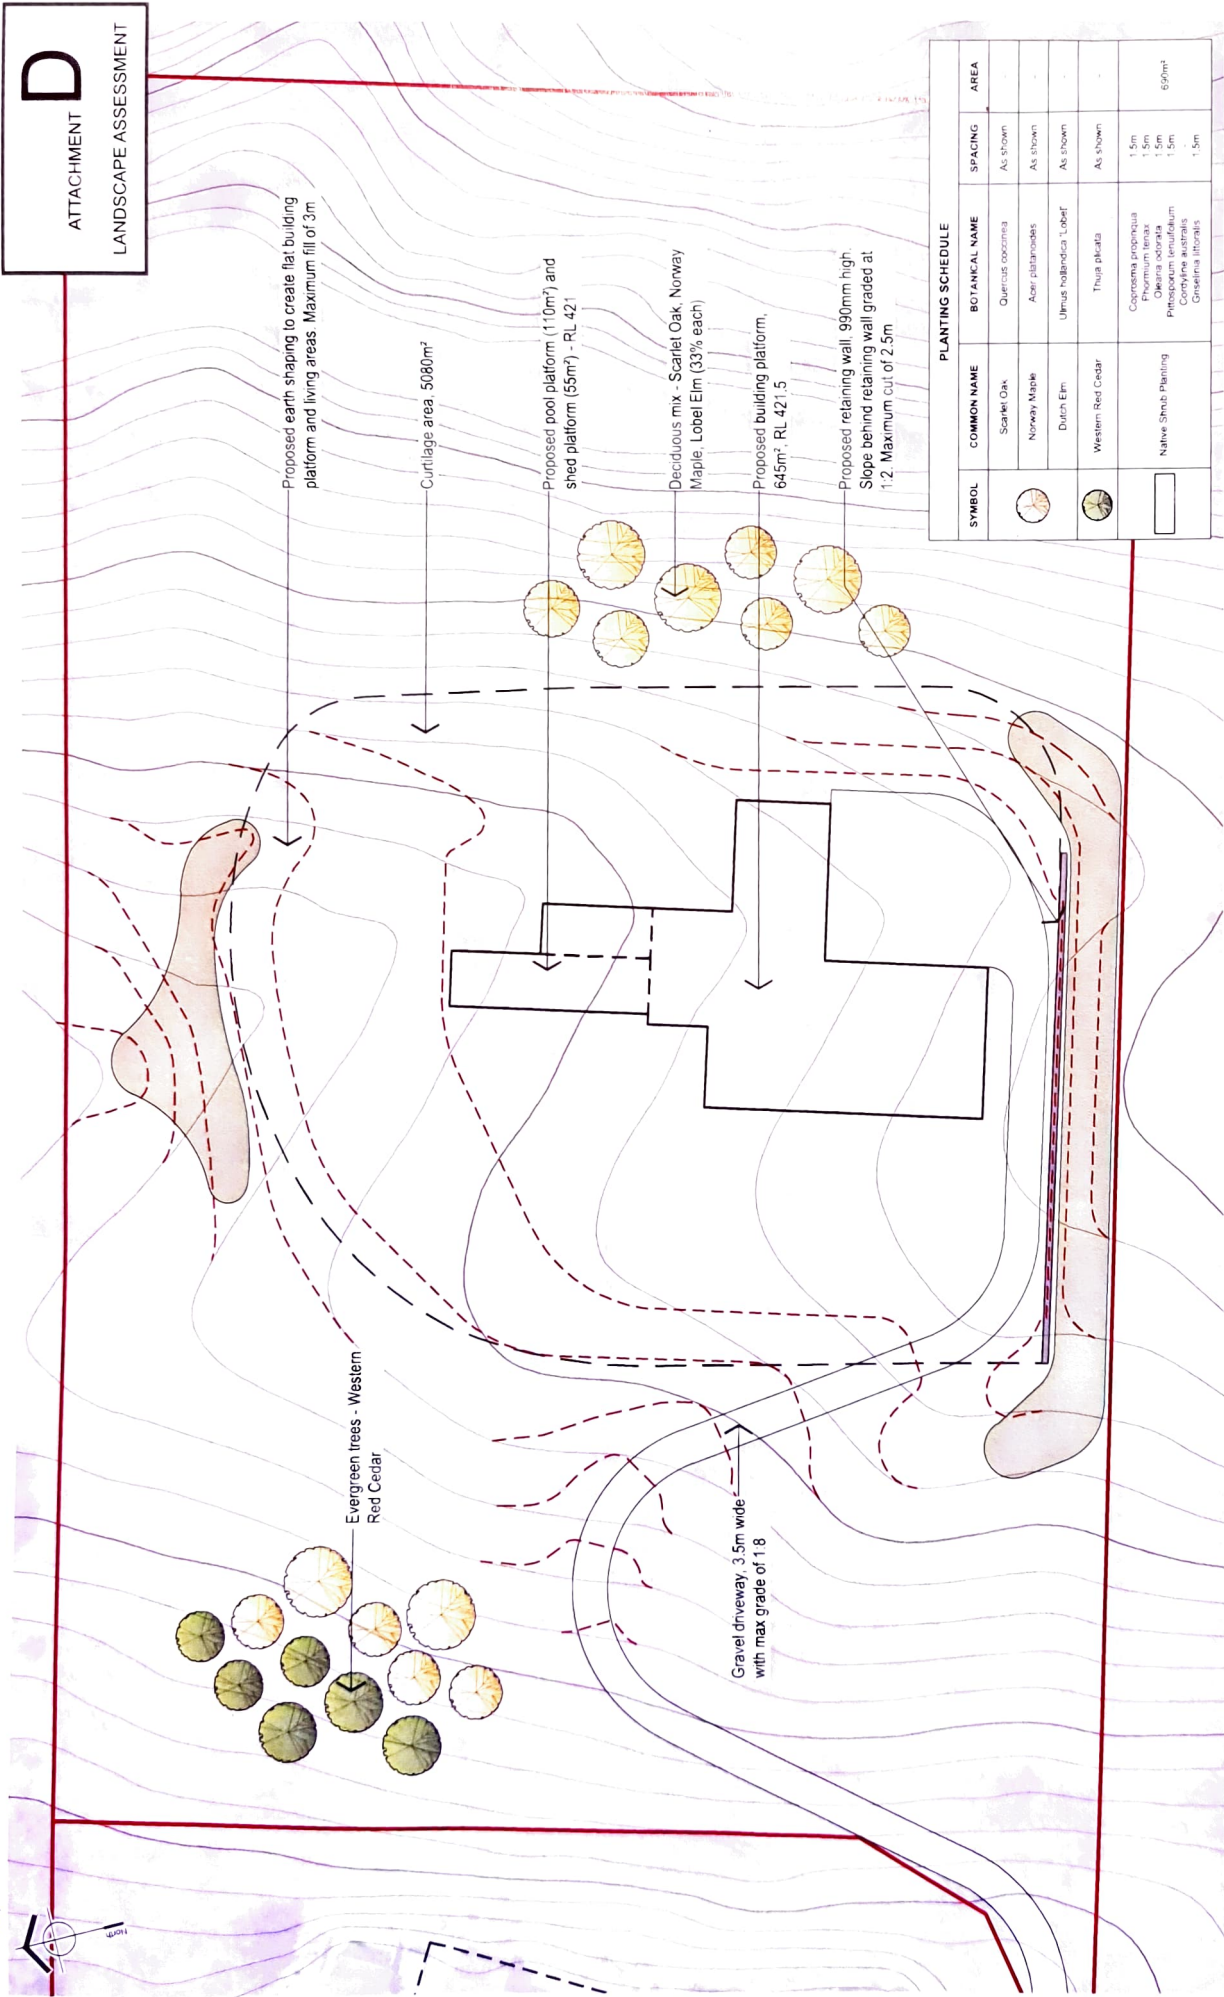 ATTACHMENT D
LANDSCAPE ASSESSMENT
Proposed earth shaping to create flat building
platform and living areas. Maximum fill of 3m
Curtilage area, 5080m²
Proposed pool platform (110m²) and
shed platform (55m²) - RL 421
Deciduous mix - Scarlet Oak, Norway
Maple, Lobel Elm (33% each)
Proposed building platform,
645m², RL 421.5
Proposed retaining wall, 990mm high.
Slope behind retaining wall graded at
1:2. Maximum cut of 2.5m
Evergreen trees - Western
Red Cedar
Gravel driveway, 3.5m wide
with max grade of 1:8
North
PLANTING SCHEDULE
SYMBOL COMMON NAME BOTANICAL NAME SPACING AREA
Scarlet Oak Quercus coccinea As shown -
Norway Maple Acer platanoides As shown -
Dutch Elm Ulmus hollandica 'Lobel' As shown -
Western Red Cedar Thuja plicata As shown -
Native Shrub Planting 690m²
Coprosma propinqua 1.5m
Phormium tenax 1.5m
Olearia odorata 1.5m
Pittosporum tenuifolium 1.5m
Cordyline australis
Griselinia littoralis 1.5m